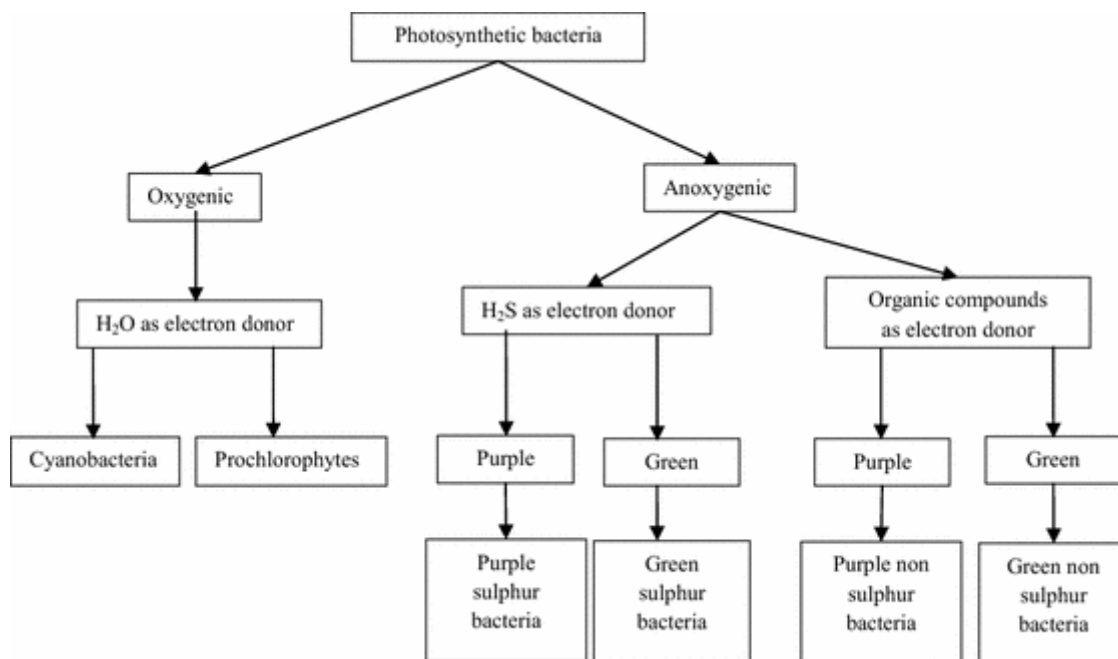 Photosynthetic bacteria
Oxygenic
Anoxygenic
H₂O as electron donor
H₂S as electron donor
Organic compounds
as electron donor
Cyanobacteria
Prochlorophytes
Purple
Green
Purple
Green
Purple
sulphur
bacteria
Green
sulphur
bacteria
Purple non
sulphur
bacteria
Green non
sulphur
bacteria